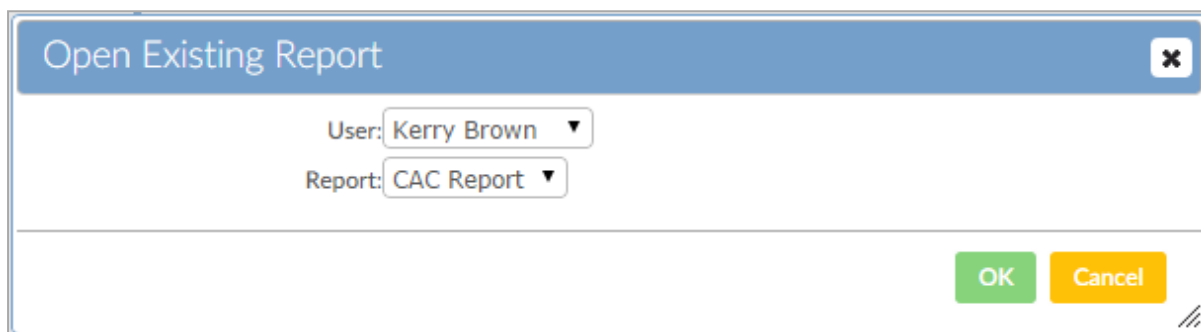 Open Existing Report
User: Kerry Brown
Report: CAC Report
OK Cancel